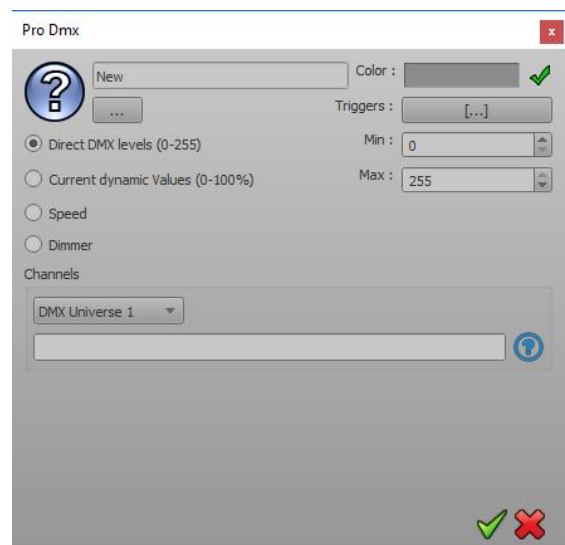 Pro Dmx
x
New
Color :
...
Triggers :
[...]
Direct DMX levels (0-255)
Min :
0
Current dynamic Values (0-100%)
Max :
255
Speed
Dimmer
Channels
DMX Universe 1
?